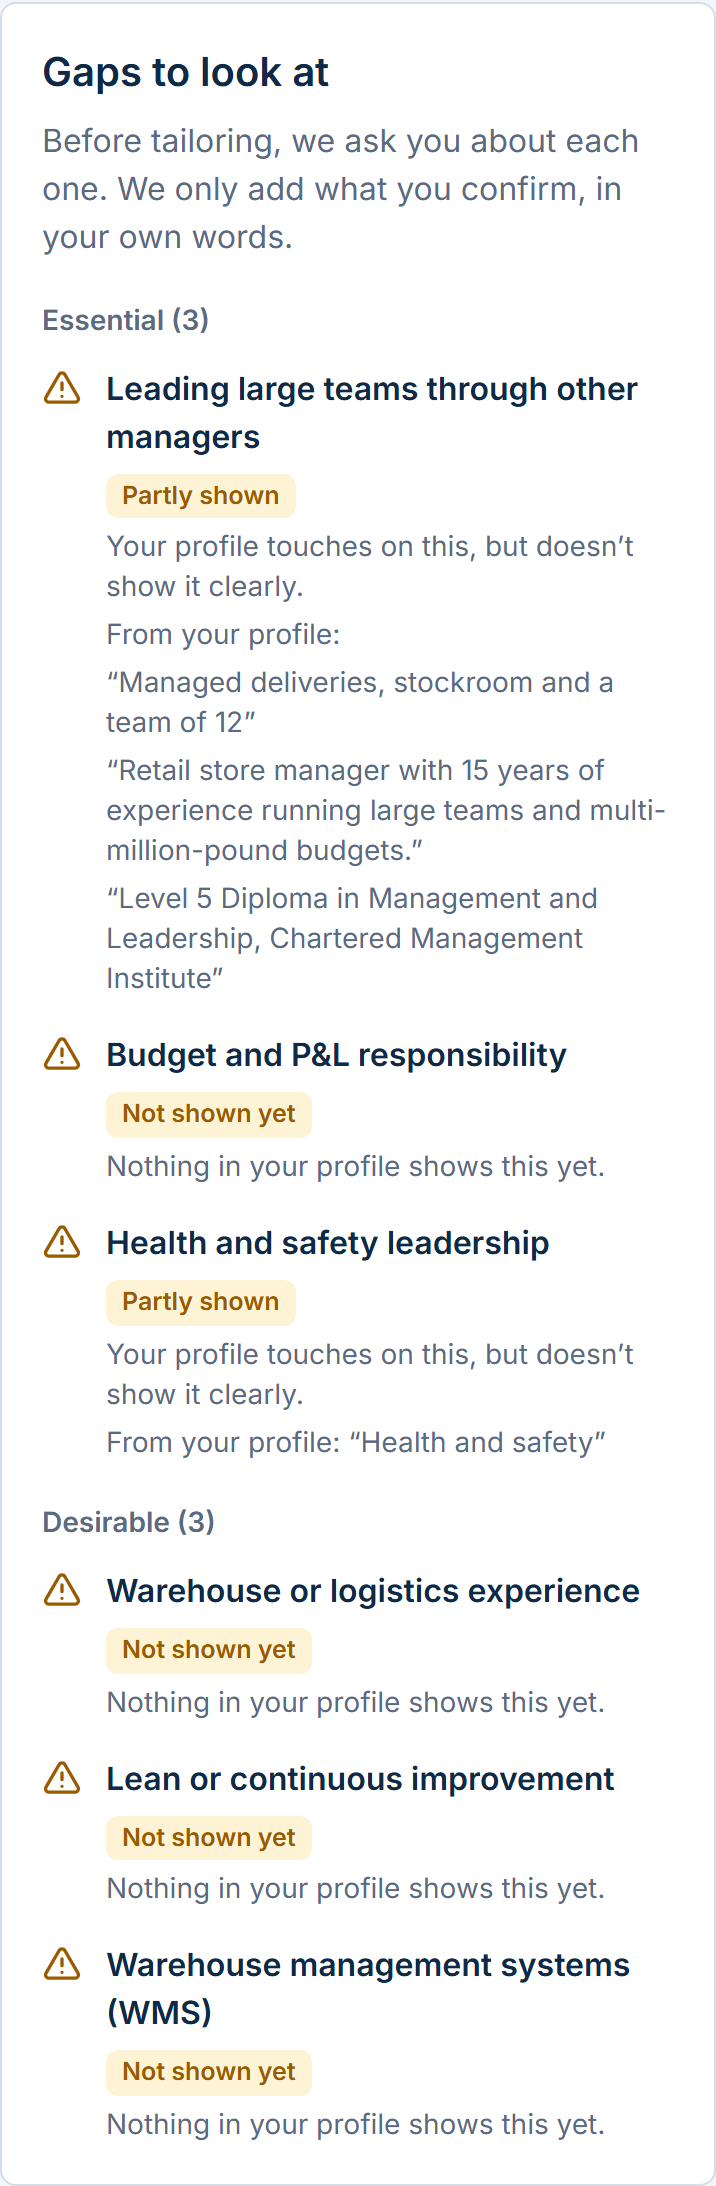 Gaps to look at
Before tailoring, we ask you about each
one. We only add what you confirm, in
your own words.
Essential (3)
Leading large teams through other
managers
Partly shown
Your profile touches on this, but doesn’t
show it clearly.
From your profile:
“Managed deliveries, stockroom and a
team of 12”
“Retail store manager with 15 years of
experience running large teams and multi-
million-pound budgets.”
“Level 5 Diploma in Management and
Leadership, Chartered Management
Institute”
Budget and P&L responsibility
Not shown yet
Nothing in your profile shows this yet.
Health and safety leadership
Partly shown
Your profile touches on this, but doesn’t
show it clearly.
From your profile: “Health and safety”
Desirable (3)
Warehouse or logistics experience
Not shown yet
Nothing in your profile shows this yet.
Lean or continuous improvement
Not shown yet
Nothing in your profile shows this yet.
Warehouse management systems
(WMS)
Not shown yet
Nothing in your profile shows this yet.